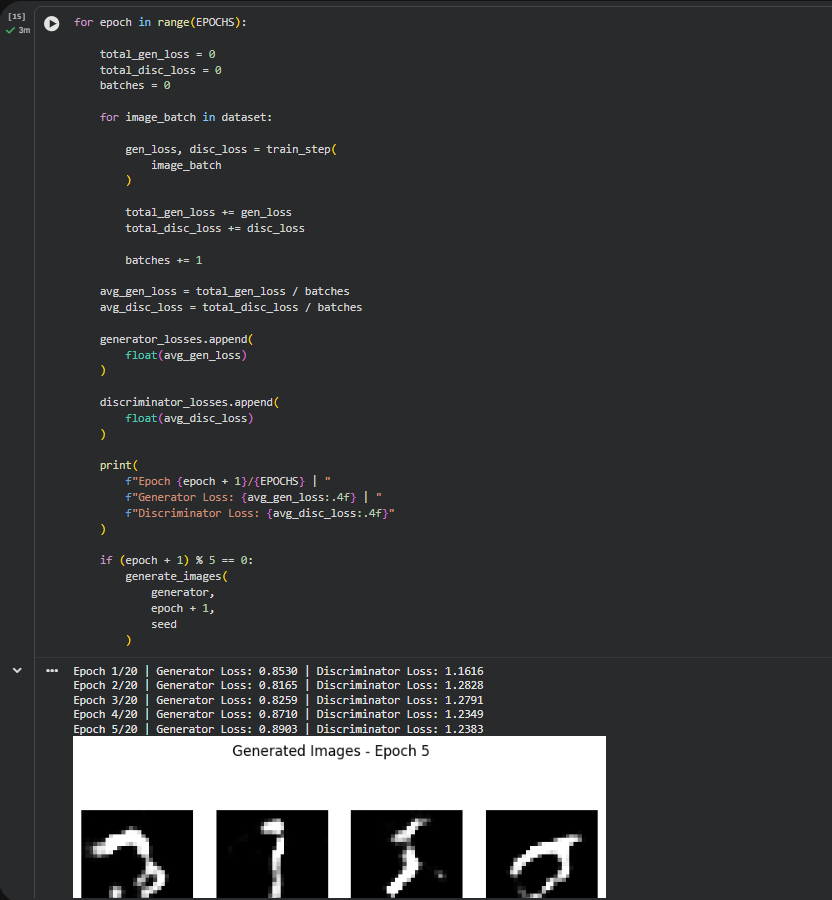 [15]
3m
for epoch in range(EPOCHS):
total_gen_loss = 0
total_disc_loss = 0
batches = 0
for image_batch in dataset:
gen_loss, disc_loss = train_step(
image_batch
)
total_gen_loss += gen_loss
total_disc_loss += disc_loss
batches += 1
avg_gen_loss = total_gen_loss / batches
avg_disc_loss = total_disc_loss / batches
generator_losses.append(
float(avg_gen_loss)
)
discriminator_losses.append(
float(avg_disc_loss)
)
print(
f"Epoch {epoch + 1}/{EPOCHS} | "
f"Generator Loss: {avg_gen_loss:.4f} | "
f"Discriminator Loss: {avg_disc_loss:.4f}"
)
if (epoch + 1) % 5 == 0:
generate_images(
generator,
epoch + 1,
seed
)
Epoch 1/20 | Generator Loss: 0.8530 | Discriminator Loss: 1.1616
Epoch 2/20 | Generator Loss: 0.8165 | Discriminator Loss: 1.2828
Epoch 3/20 | Generator Loss: 0.8259 | Discriminator Loss: 1.2791
Epoch 4/20 | Generator Loss: 0.8710 | Discriminator Loss: 1.2349
Epoch 5/20 | Generator Loss: 0.8903 | Discriminator Loss: 1.2383
Generated Images - Epoch 5